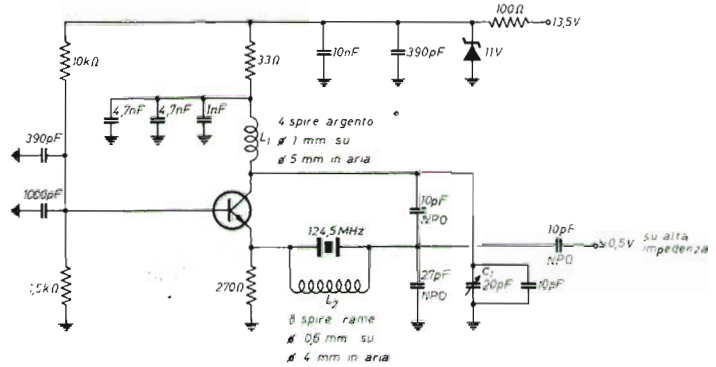 100Ω
13,5V
10kΩ
33Ω
10nF
390pF
11V
4,7nF
4,7nF
1nF
4 spire argento
L₁
ø 1 mm su
ø 5 mm in aria
390pF
1000pF
10pF
NPO
124,5MHz
10pF
NPO
0,5V
su alta
impedenza
1,5kΩ
270Ω
L₂
27pF
NPO
C₁
20pF
10pF
8 spire rame
ø 0,6 mm su
ø 4 mm in aria